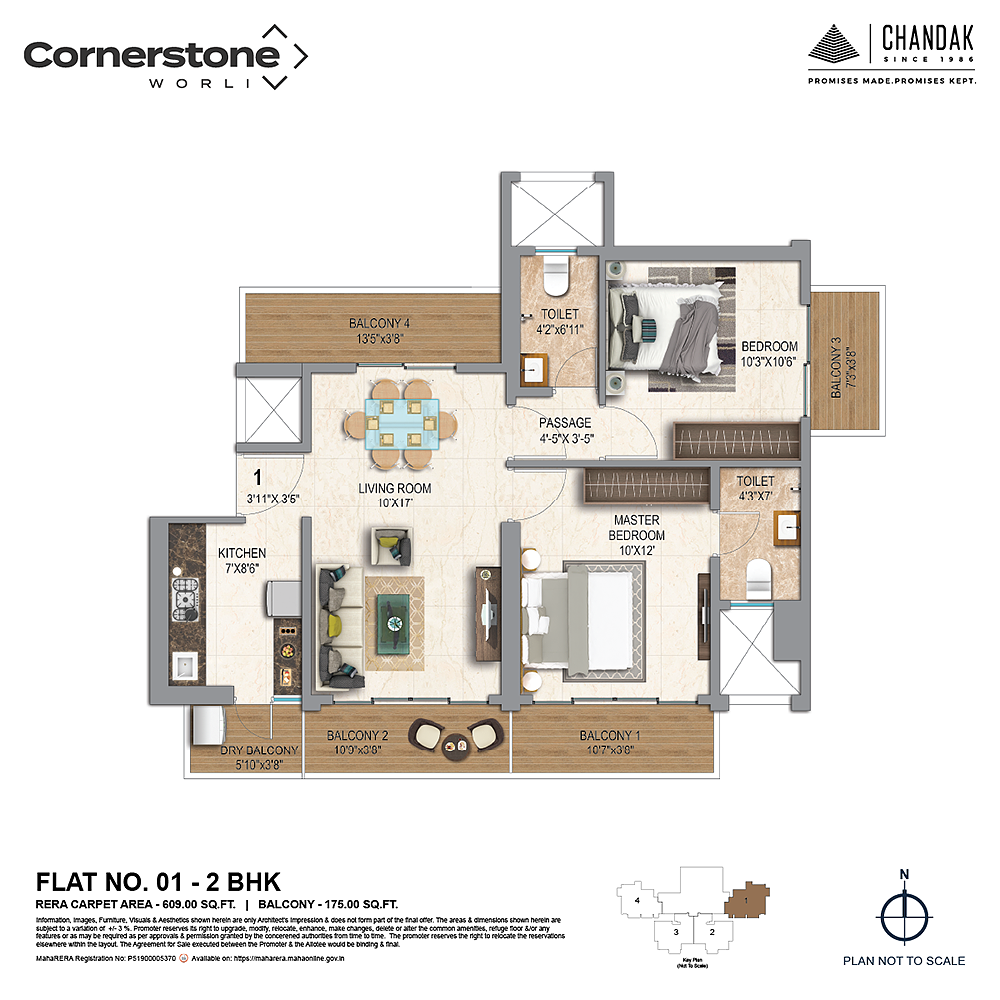 Cornerstone
WORLI
CHANDAK
SINCE 1986
PROMISES MADE.PROMISES KEPT.
BALCONY 4
13'5"x3'8"
TOILET
4'2"x6'11"
BEDROOM
10'3"X10'6"
BALCONY 3
7'3"x3'8"
PASSAGE
4'-5"X 3'-5"
1
3'11"X 3'5"
LIVING ROOM
10'X17'
TOILET
4'3"X7'
MASTER
BEDROOM
10'X12'
KITCHEN
7'X8'6"
DRY BALCONY
5'10"x3'8"
BALCONY 2
10'9"x3'8"
BALCONY 1
10'7"x3'8"
FLAT NO. 01 - 2 BHK
RERA CARPET AREA - 609.00 SQ.FT. | BALCONY - 175.00 SQ.FT.
Information, Images, Furniture, Visuals & Aesthetics shown herein are only Architect's Impression & does not form part of the final offer. The areas & dimensions shown herein are
subject to a variation of +/- 3 %. Promoter reserves its right to upgrade, modify, relocate, enhance, make changes, delete or alter the common amenities, refuge floor &/or any
features or as may be required as per approvals & permission granted by the concerened authorities from time to time. The promoter reserves the right to relocate the reservations
elsewhere within the layout. The Agreement for Sale executed between the Promoter & the Allotee would be binding & final.
MahaRERA Registration No: P51900005370 Available on: https://maharera.mahaonline.gov.in
4
1
3
2
Key Plan
(Not To Scale)
N
PLAN NOT TO SCALE